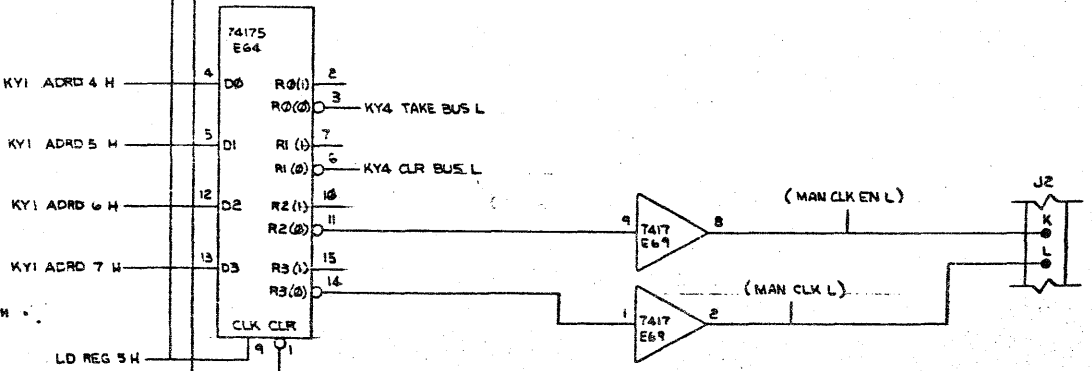 74175
E64
KY1 ADRD 4 H 4 D0 R0(1) 2
R0(0) 3 KY4 TAKE BUS L
KY1 ADRD 5 H 5 D1 R1(1) 7
R1(0) 6 KY4 CLR BUS L
KY1 ADRD 6 H 12 D2 R2(1) 10
R2(0) 11 9 7417 E69 8 (MAN CLK EN L) J2 K
KY1 ADRD 7 H 13 D3 R3(1) 15
R3(0) 14 1 7417 E69 2 (MAN CLK L) L
CLK CLR
9 1
LD REG 5 H